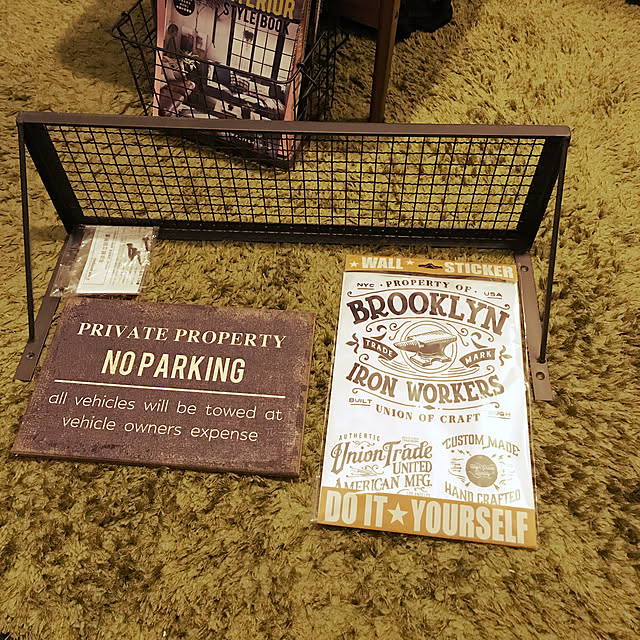 STYLE BOOK
PRIVATE PROPERTY
NO PARKING
all vehicles will be towed at
vehicle owners expense
★ WALL STICKER
NYC • PROPERTY OF • USA
BROOKLYN
TRADE MARK
IRON WORKERS
BUILT
UNION OF CRAFT
AUTHENTIC
Union Trade
UNITED
AMERICAN MFG.
CUSTOM MADE
HAND CRAFTED
DO IT ★ YOURSELF